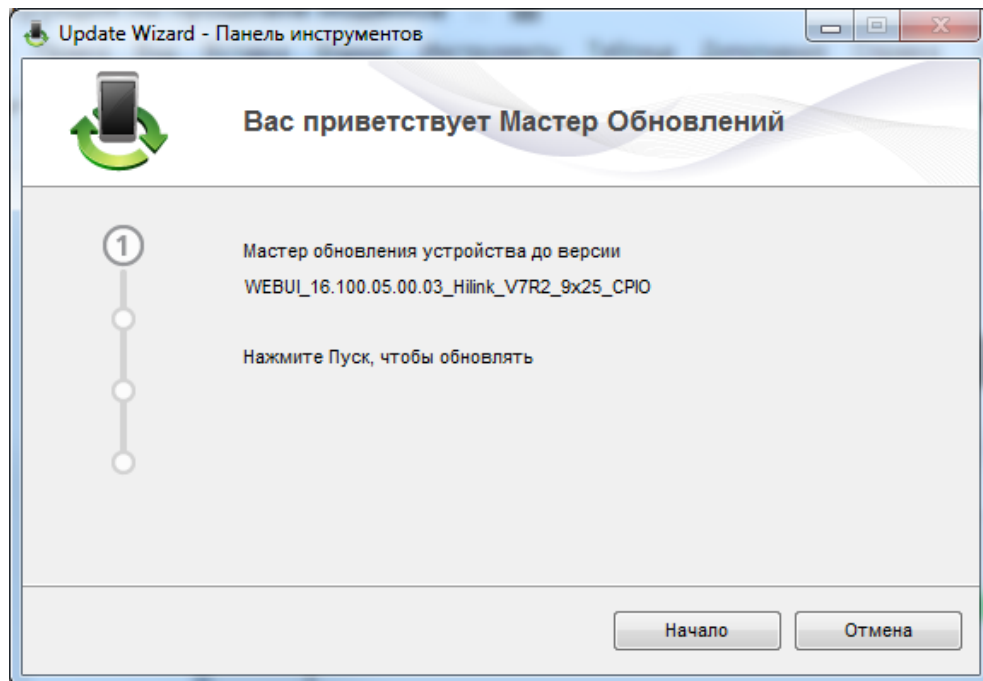 Update Wizard - Панель инструментов
Вас приветствует Мастер Обновлений
1
Мастер обновления устройства до версии
WEBUI_16.100.05.00.03_Hilink_V7R2_9x25_CPIO
Нажмите Пуск, чтобы обновлять
Начало
Отмена